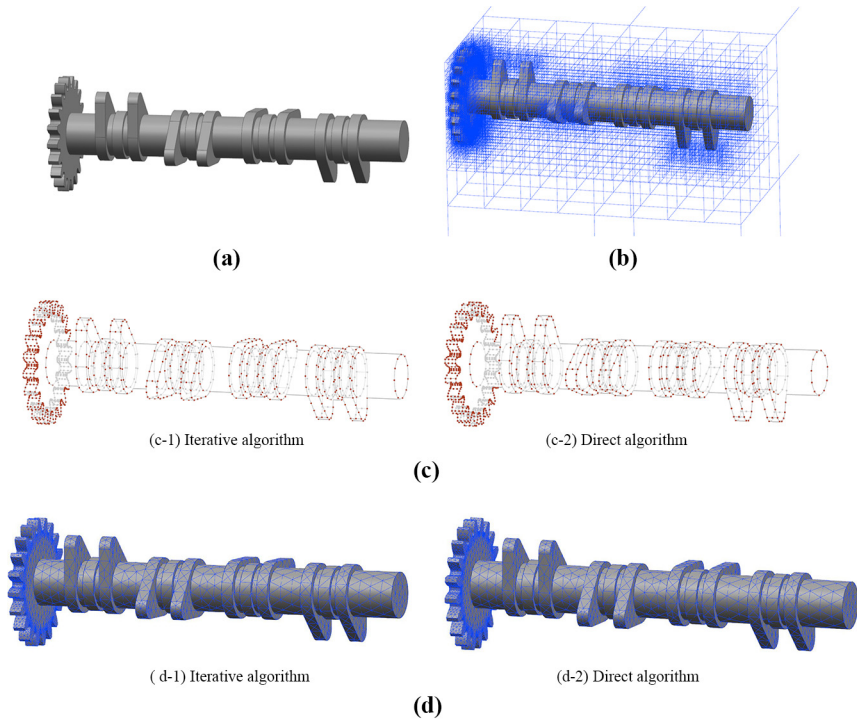 (a)
(b)
(c-1) Iterative algorithm
(c-2) Direct algorithm
(c)
( d-1) Iterative algorithm
(d-2) Direct algorithm
(d)